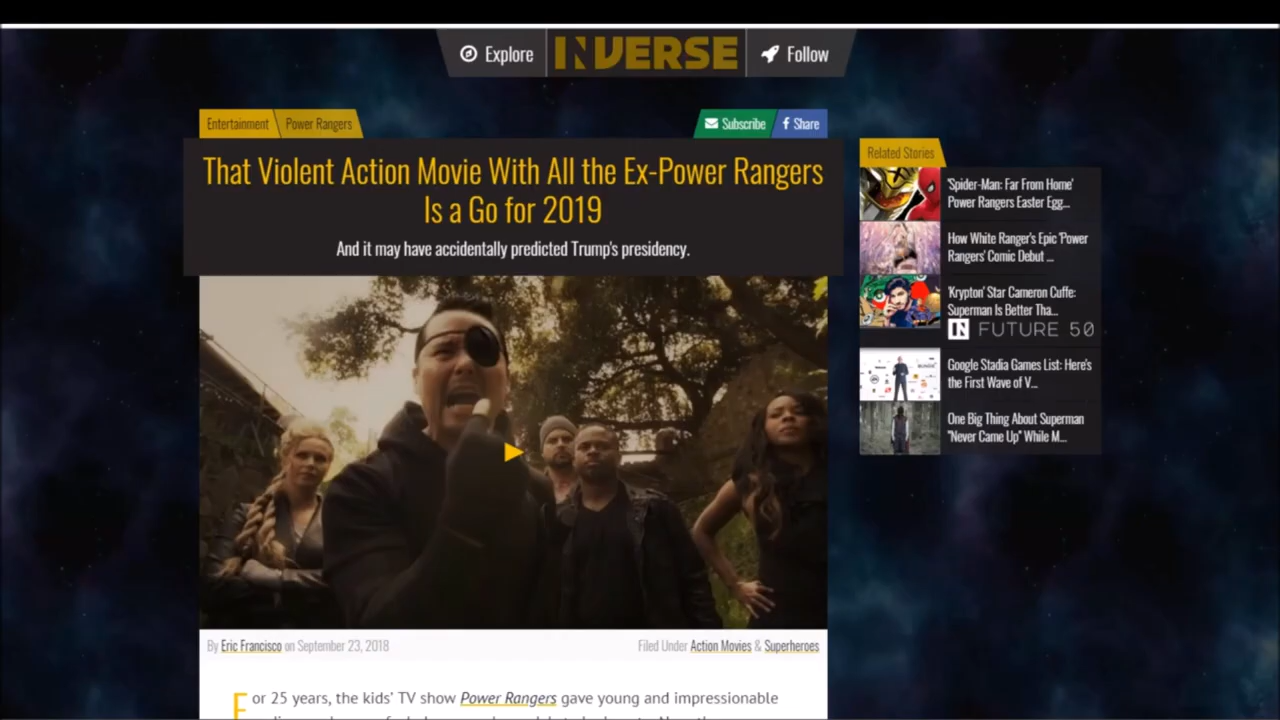 Explore
INVERSE
Follow
Entertainment
Power Rangers
Subscribe
Share
That Violent Action Movie With All the Ex-Power Rangers
Is a Go for 2019
And it may have accidentally predicted Trump's presidency.
By Eric Francisco on September 23, 2018
Filed Under Action Movies & Superheroes
For 25 years, the kids' TV show Power Rangers gave young and impressionable
Related Stories
'Spider-Man: Far From Home'
Power Rangers Easter Egg...
How White Ranger's Epic 'Power
Rangers' Comic Debut ...
'Krypton' Star Cameron Cuffe:
Superman Is Better Tha...
FUTURE 50
Google Stadia Games List: Here's
the First Wave of V...
One Big Thing About Superman
"Never Came Up" While M...